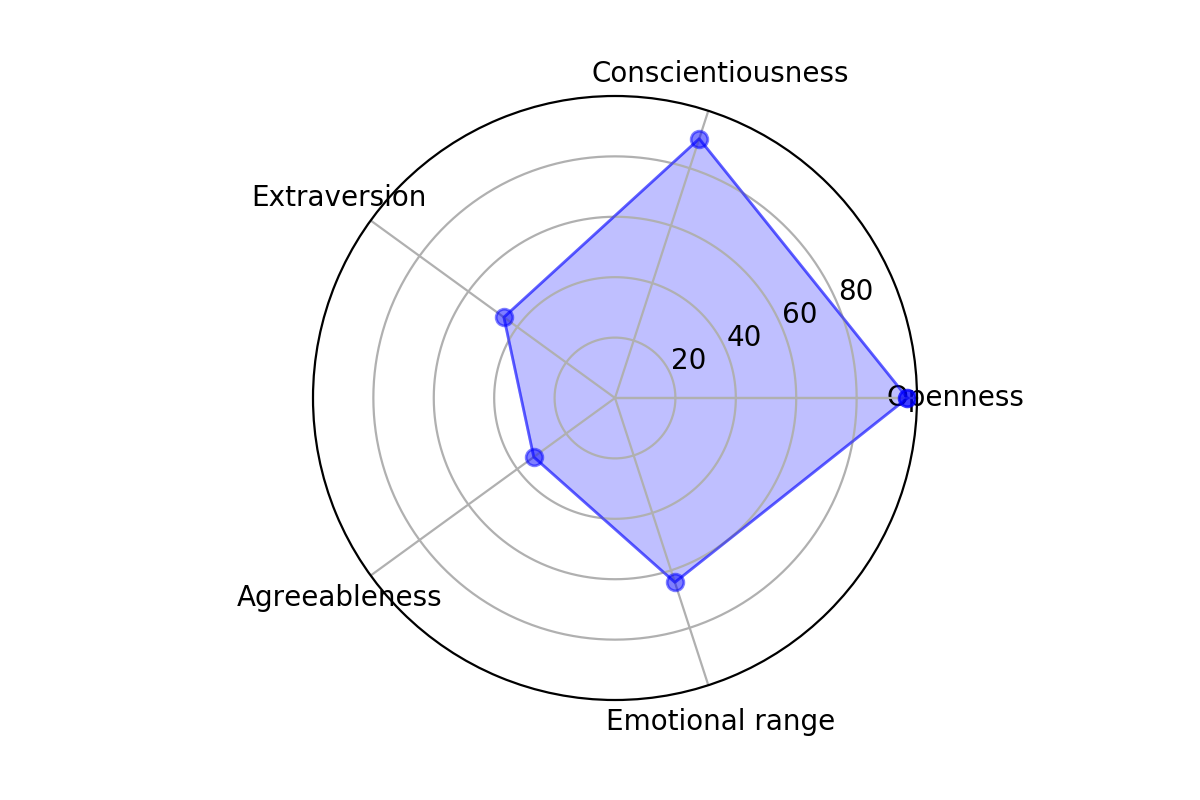 Conscientiousness
Extraversion
80
60
40
20
Openness
Agreeableness
Emotional range